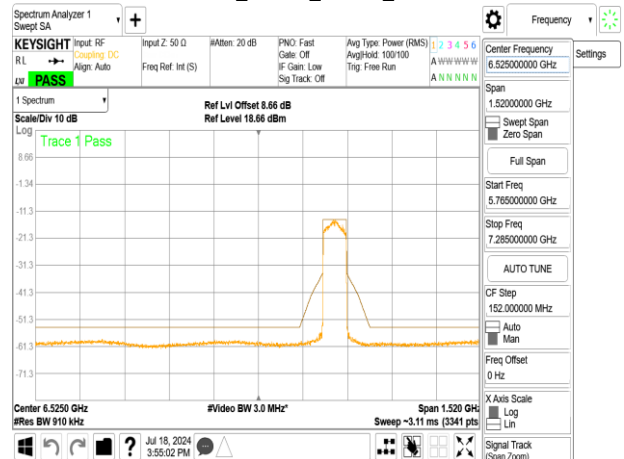 Spectrum Analyzer 1
Swept SA
Frequency
KEYSIGHT
RL
PASS
Input: RF
Coupling: DC
Align: Auto
Input Z: 50 Ω
Freq Ref: Int (S)
#Atten: 20 dB
PNO: Fast
Gate: Off
IF Gain: Low
Sig Track: Off
Avg Type: Power (RMS)
Avg|Hold: 100/100
Trig: Free Run
1 2 3 4 5 6
A W W W W W
A N N N N N
Center Frequency
6.525000000 GHz
Settings
Span
1.52000000 GHz
Swept Span
Zero Span
Full Span
Start Freq
5.765000000 GHz
Stop Freq
7.285000000 GHz
AUTO TUNE
CF Step
152.000000 MHz
Auto
Man
Freq Offset
0 Hz
X Axis Scale
Log
Lin
Signal Track
(Span Zoom)
1 Spectrum
Scale/Div 10 dB
Ref Lvl Offset 8.66 dB
Ref Level 18.66 dBm
Log
Trace 1 Pass
8.66
-1.34
-11.3
-21.3
-31.3
-41.3
-51.3
-61.3
-71.3
Center 6.5250 GHz
#Video BW 3.0 MHz*
Span 1.520 GHz
#Res BW 910 kHz
Sweep ~3.11 ms (3341 pts
?
Jul 18, 2024
3:55:02 PM